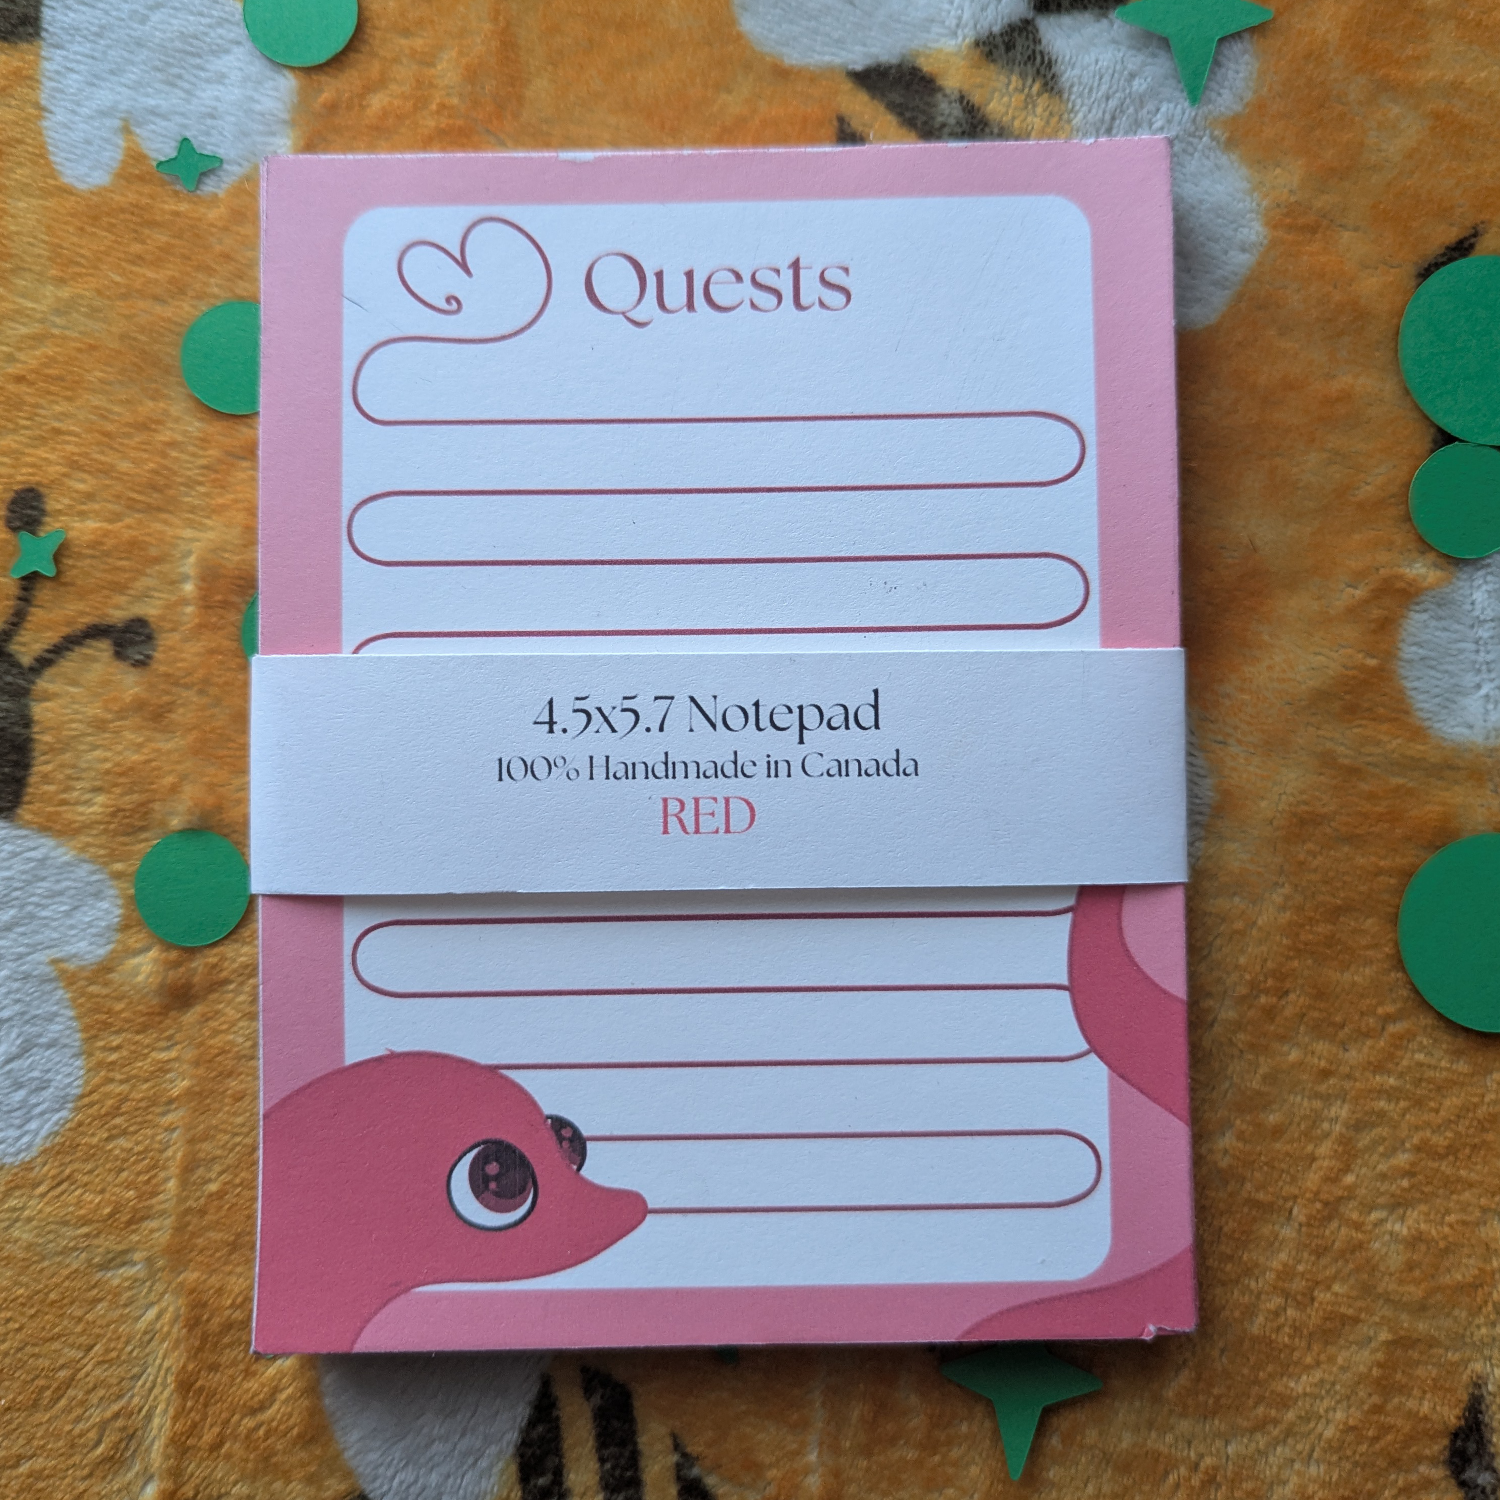 Quests
4.5x5.7 Notepad
100% Handmade in Canada
RED